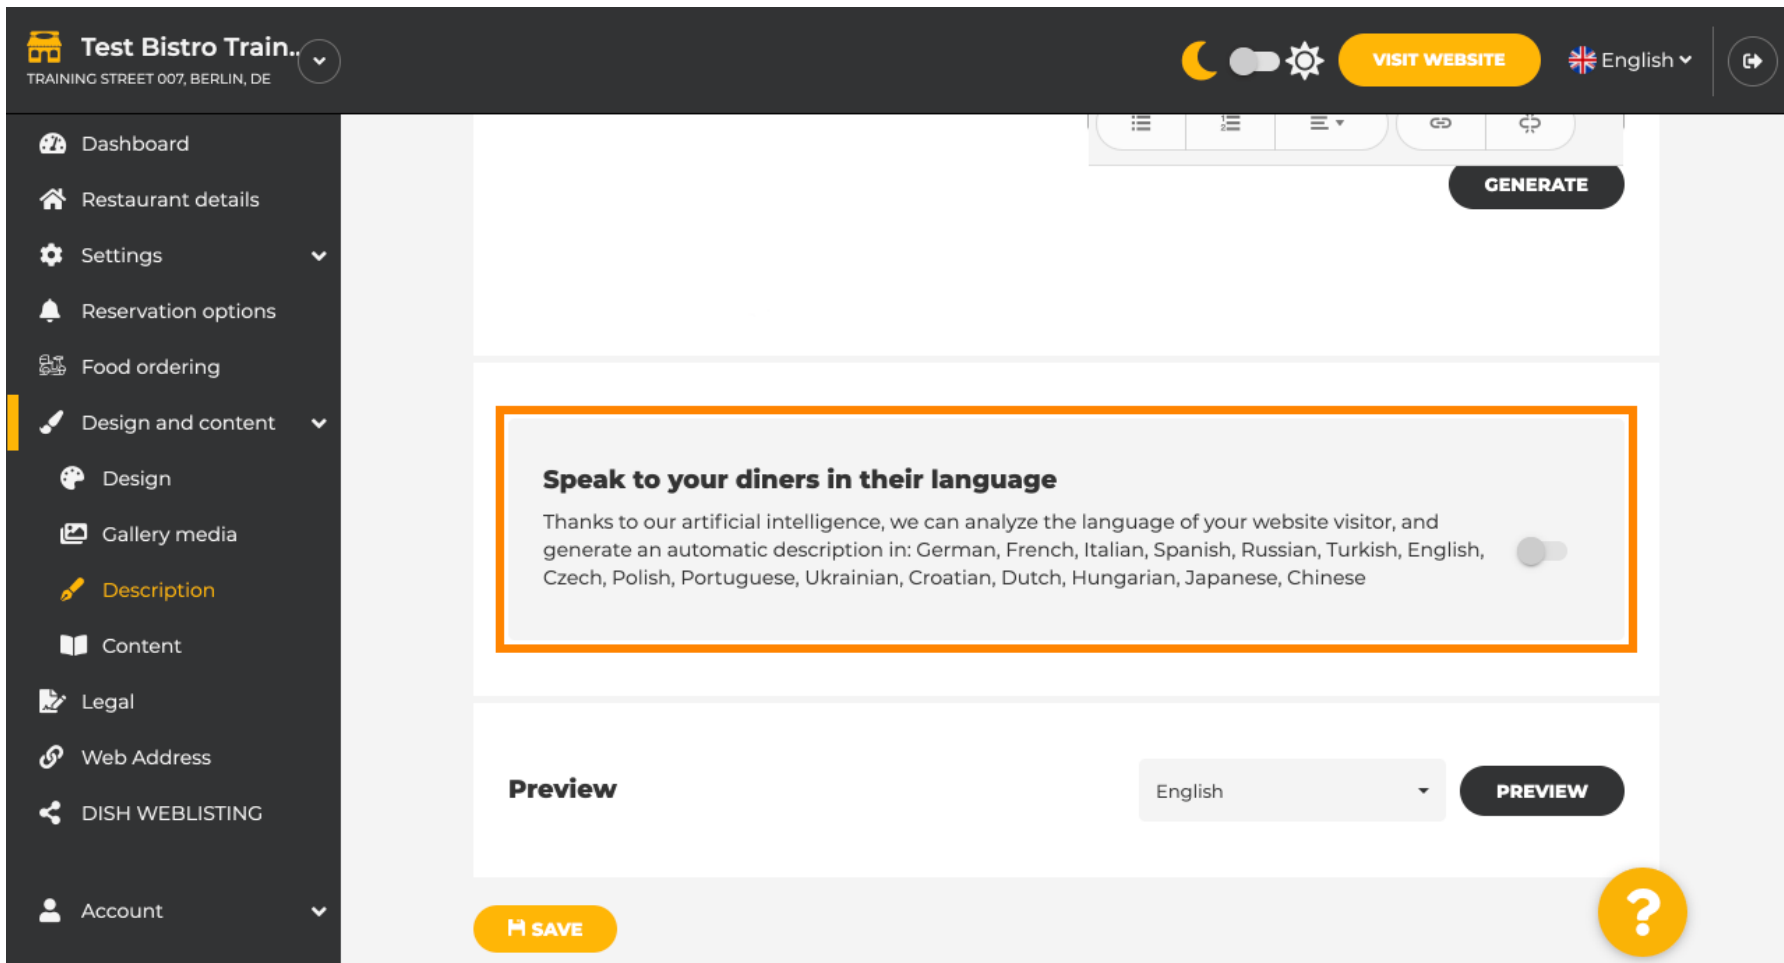 Test Bistro Train..
TRAINING STREET 007, BERLIN, DE
VISIT WEBSITE
English
Dashboard
Restaurant details
Settings
Reservation options
Food ordering
Design and content
Design
Gallery media
Description
Content
Legal
Web Address
DISH WEBLISTING
Account
GENERATE
Speak to your diners in their language
Thanks to our artificial intelligence, we can analyze the language of your website visitor, and
generate an automatic description in: German, French, Italian, Spanish, Russian, Turkish, English,
Czech, Polish, Portuguese, Ukrainian, Croatian, Dutch, Hungarian, Japanese, Chinese
Preview
English
PREVIEW
SAVE
?